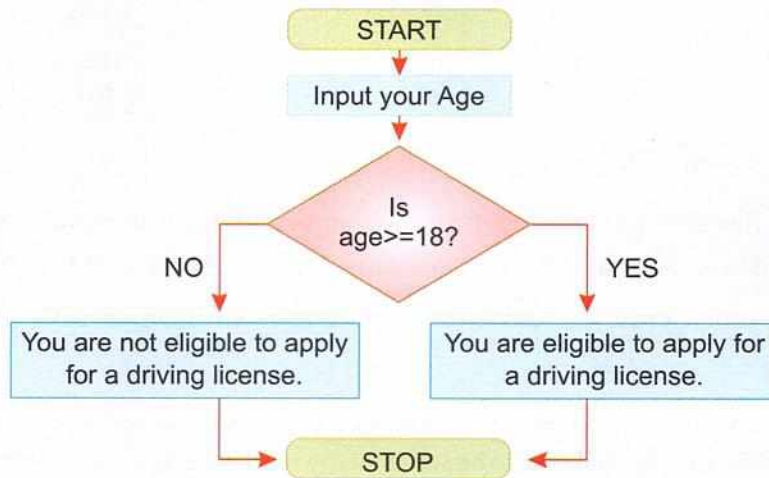 START
Input your Age
Is
age>=18?
NO
YES
You are not eligible to apply
for a driving license.
You are eligible to apply for
a driving license.
STOP